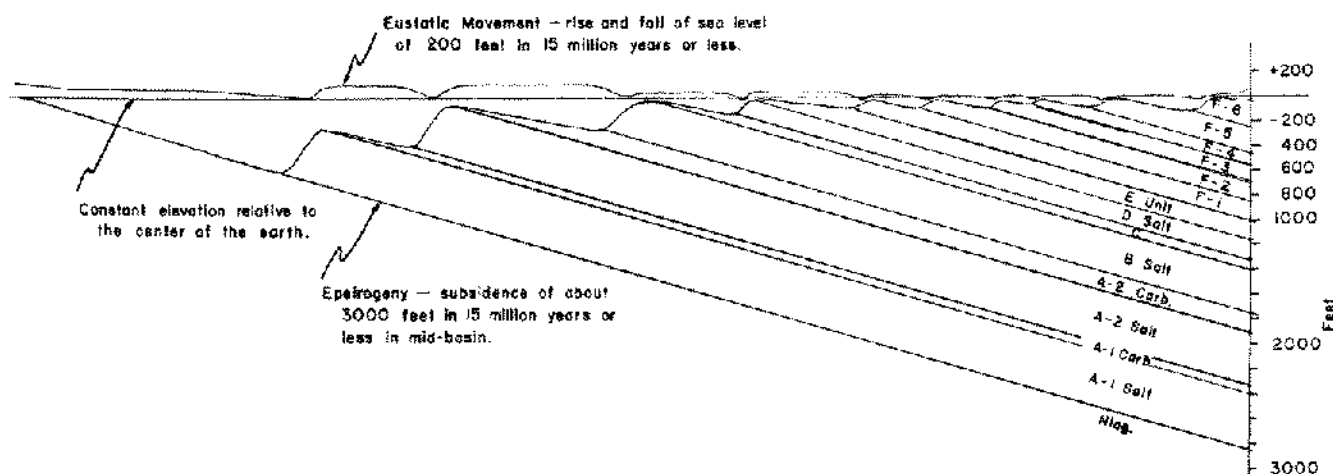 Eustatic Movement — rise and fall of sea level
of 200 feet in 15 million years or less.
Constant elevation relative to
the center of the earth.
Epeirogeny — subsidence of about
3000 feet in 15 million years or
less in mid-basin.
+200
-200
400
600
800
1000
2000
3000
Feet
F-6
F-5
F-4
F-3
F-2
F-1
E Unit
D Salt
C
B Salt
A-2 Carb.
A-2 Salt
A-1 Carb
A-1 Salt
Niag.